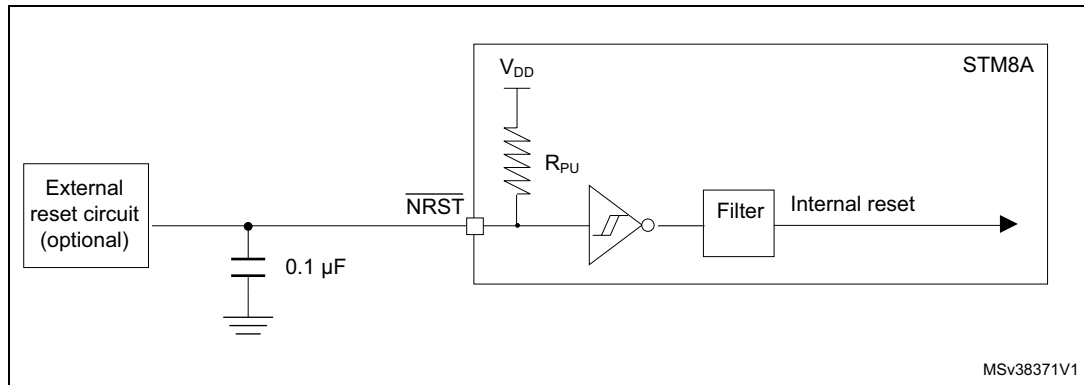 STM8A
VDD
RPU
External
reset circuit
(optional)
NRST
Filter
Internal reset
0.1 µF
MSv38371V1